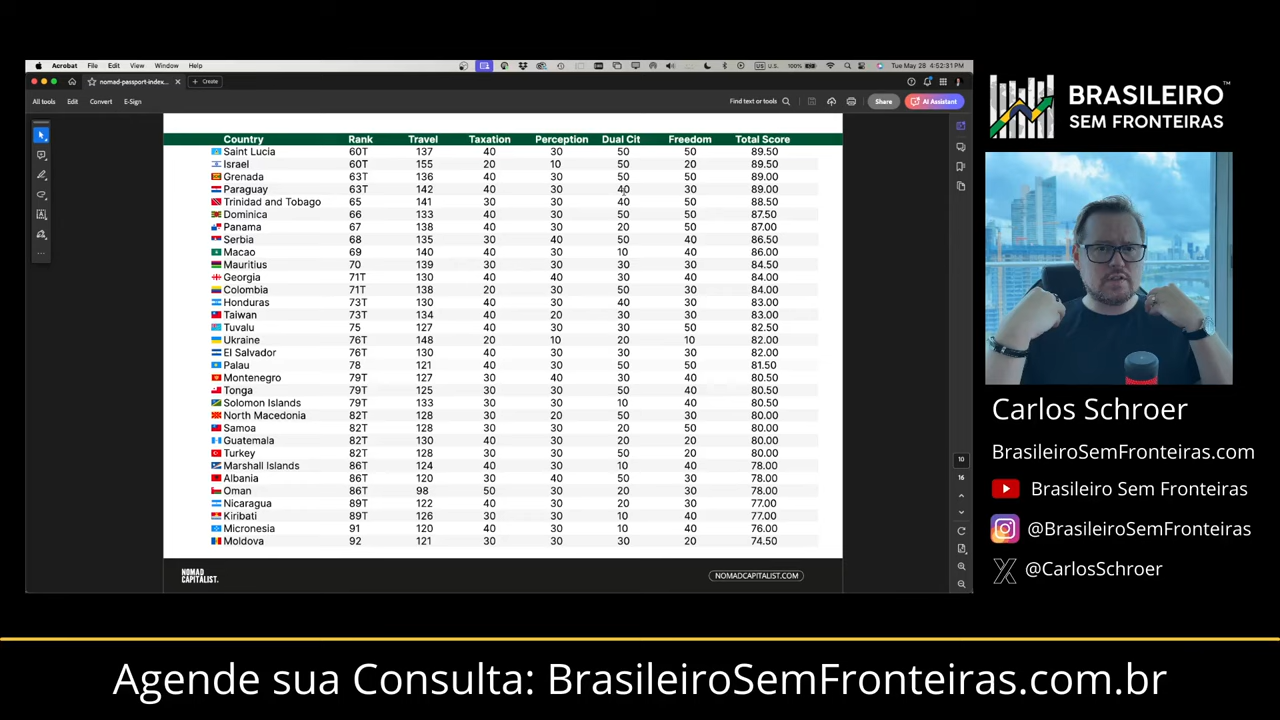 Acrobat File Edit View Window Help
U.S. 100% Tue May 28 4:52:31 PM
nomad-passport-index... × + Create
All tools Edit Convert E-Sign Find text or tools Share AI Assistant
Country Rank Travel Taxation Perception Dual Cit Freedom Total Score
Saint Lucia 60T 137 40 30 50 50 89.50
Israel 60T 155 20 10 50 20 89.50
Grenada 63T 136 40 30 50 50 89.00
Paraguay 63T 142 40 30 40 30 89.00
Trinidad and Tobago 65 141 30 30 40 50 88.50
Dominica 66 133 40 30 50 50 87.50
Panama 67 138 40 30 20 50 87.00
Serbia 68 135 30 40 50 40 86.50
Macao 69 140 40 30 10 40 86.00
Mauritius 70 139 30 30 30 40 84.50
Georgia 71T 130 40 40 30 40 84.00
Colombia 71T 138 20 30 50 30 84.00
Honduras 73T 130 40 30 40 30 83.00
Taiwan 73T 134 40 20 30 30 83.00
Tuvalu 75 127 30 30 50 40 82.50
Ukraine 76T 148 20 10 20 10 82.00
El Salvador 76T 130 40 30 30 30 82.00
Palau 78 121 40 30 50 40 81.50
Montenegro 79T 127 30 40 30 40 80.50
Tonga 79T 125 30 30 50 40 80.50
Solomon Islands 79T 133 30 30 10 40 80.50
North Macedonia 82T 128 30 20 50 40 80.00
Samoa 82T 128 30 30 20 50 80.00
Guatemala 82T 130 40 30 20 20 80.00
Turkey 82T 128 30 30 50 20 80.00
Marshall Islands 86T 124 40 30 10 40 78.00
Albania 86T 120 30 40 50 30 78.00
Oman 86T 98 50 30 20 30 78.00
Nicaragua 89T 122 40 30 20 30 77.00
Kiribati 89T 126 30 30 10 40 77.00
Micronesia 91 120 40 30 10 40 76.00
Moldova 92 121 30 30 30 20 74.50
10
16
NOMAD
CAPITALIST.
NOMADCAPITALIST.COM
BRASILEIRO™
SEM FRONTEIRAS
Carlos Schroer
BrasileiroSemFronteiras.com
Brasileiro Sem Fronteiras
@BrasileiroSemFronteiras
@CarlosSchroer
Agende sua Consulta: BrasileiroSemFronteiras.com.br